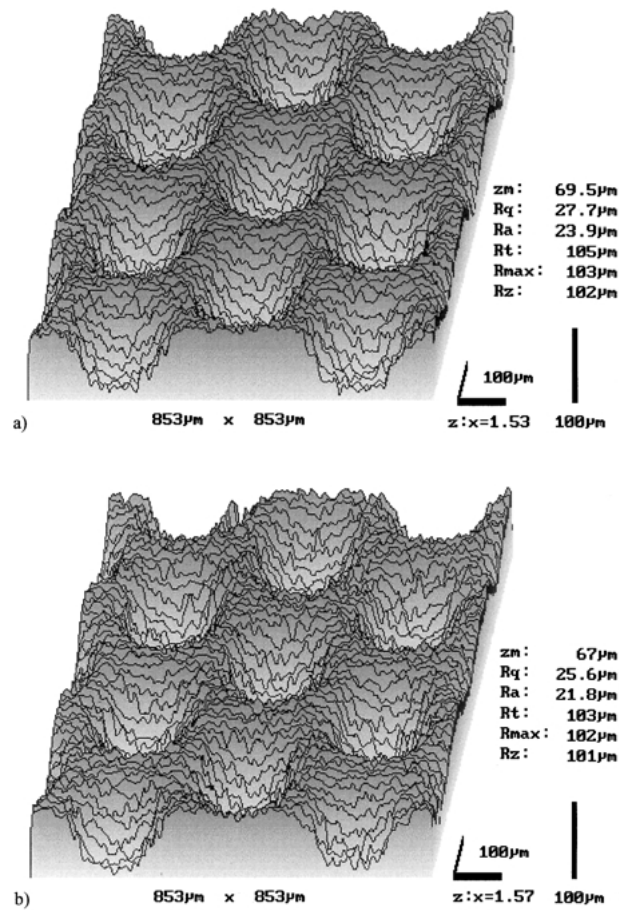 zm: 69.5µm
Rq: 27.7µm
Ra: 23.9µm
Rt: 105µm
Rmax: 103µm
Rz: 102µm
100µm
a) 853µm x 853µm z:x=1.53 100µm
zm: 67µm
Rq: 25.6µm
Ra: 21.8µm
Rt: 103µm
Rmax: 102µm
Rz: 101µm
100µm
b) 853µm x 853µm z:x=1.57 100µm